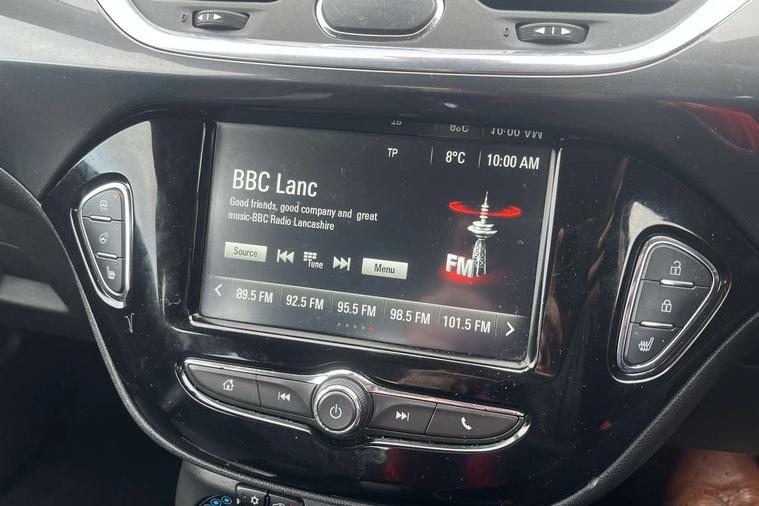 TP 8°C 10:00 AM
BBC Lanc
Good friends, good company and great
music-BBC Radio Lancashire
FM
Source Tune Menu
89.5 FM 92.5 FM 95.5 FM 98.5 FM 101.5 FM